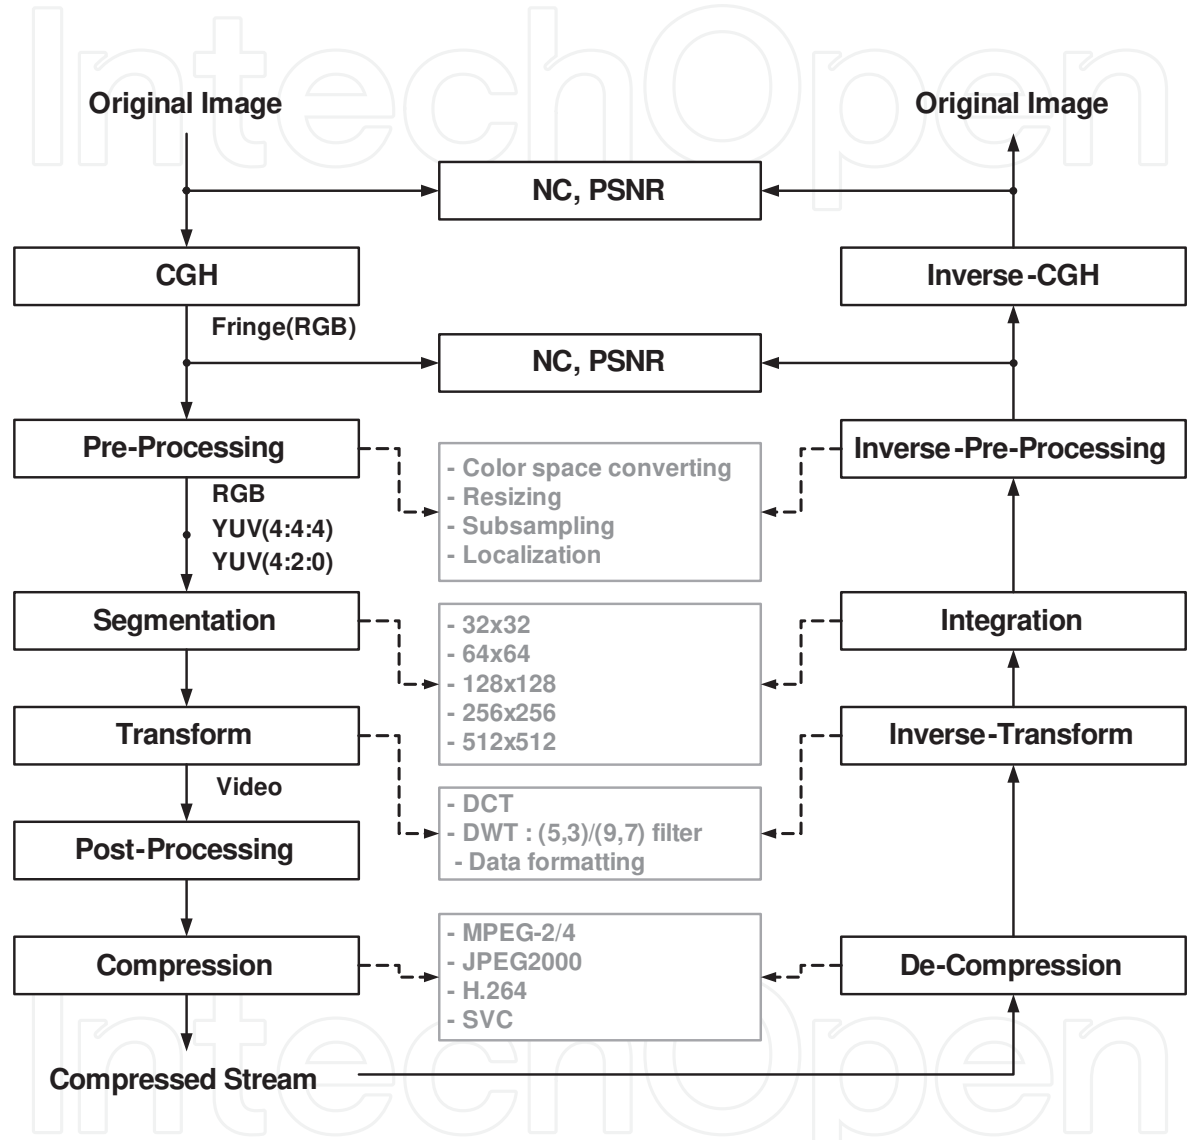 IntechOpen
Original Image
Original Image
NC, PSNR
CGH
Inverse-CGH
Fringe(RGB)
NC, PSNR
Pre-Processing
Inverse-Pre-Processing
- Color space converting
- Resizing
- Subsampling
- Localization
RGB
YUV(4:4:4)
YUV(4:2:0)
Segmentation
Integration
- 32x32
- 64x64
- 128x128
- 256x256
- 512x512
Transform
Inverse-Transform
Video
- DCT
- DWT : (5,3)/(9,7) filter
- Data formatting
Post-Processing
Compression
De-Compression
- MPEG-2/4
- JPEG2000
- H.264
- SVC
Compressed Stream
IntechOpen